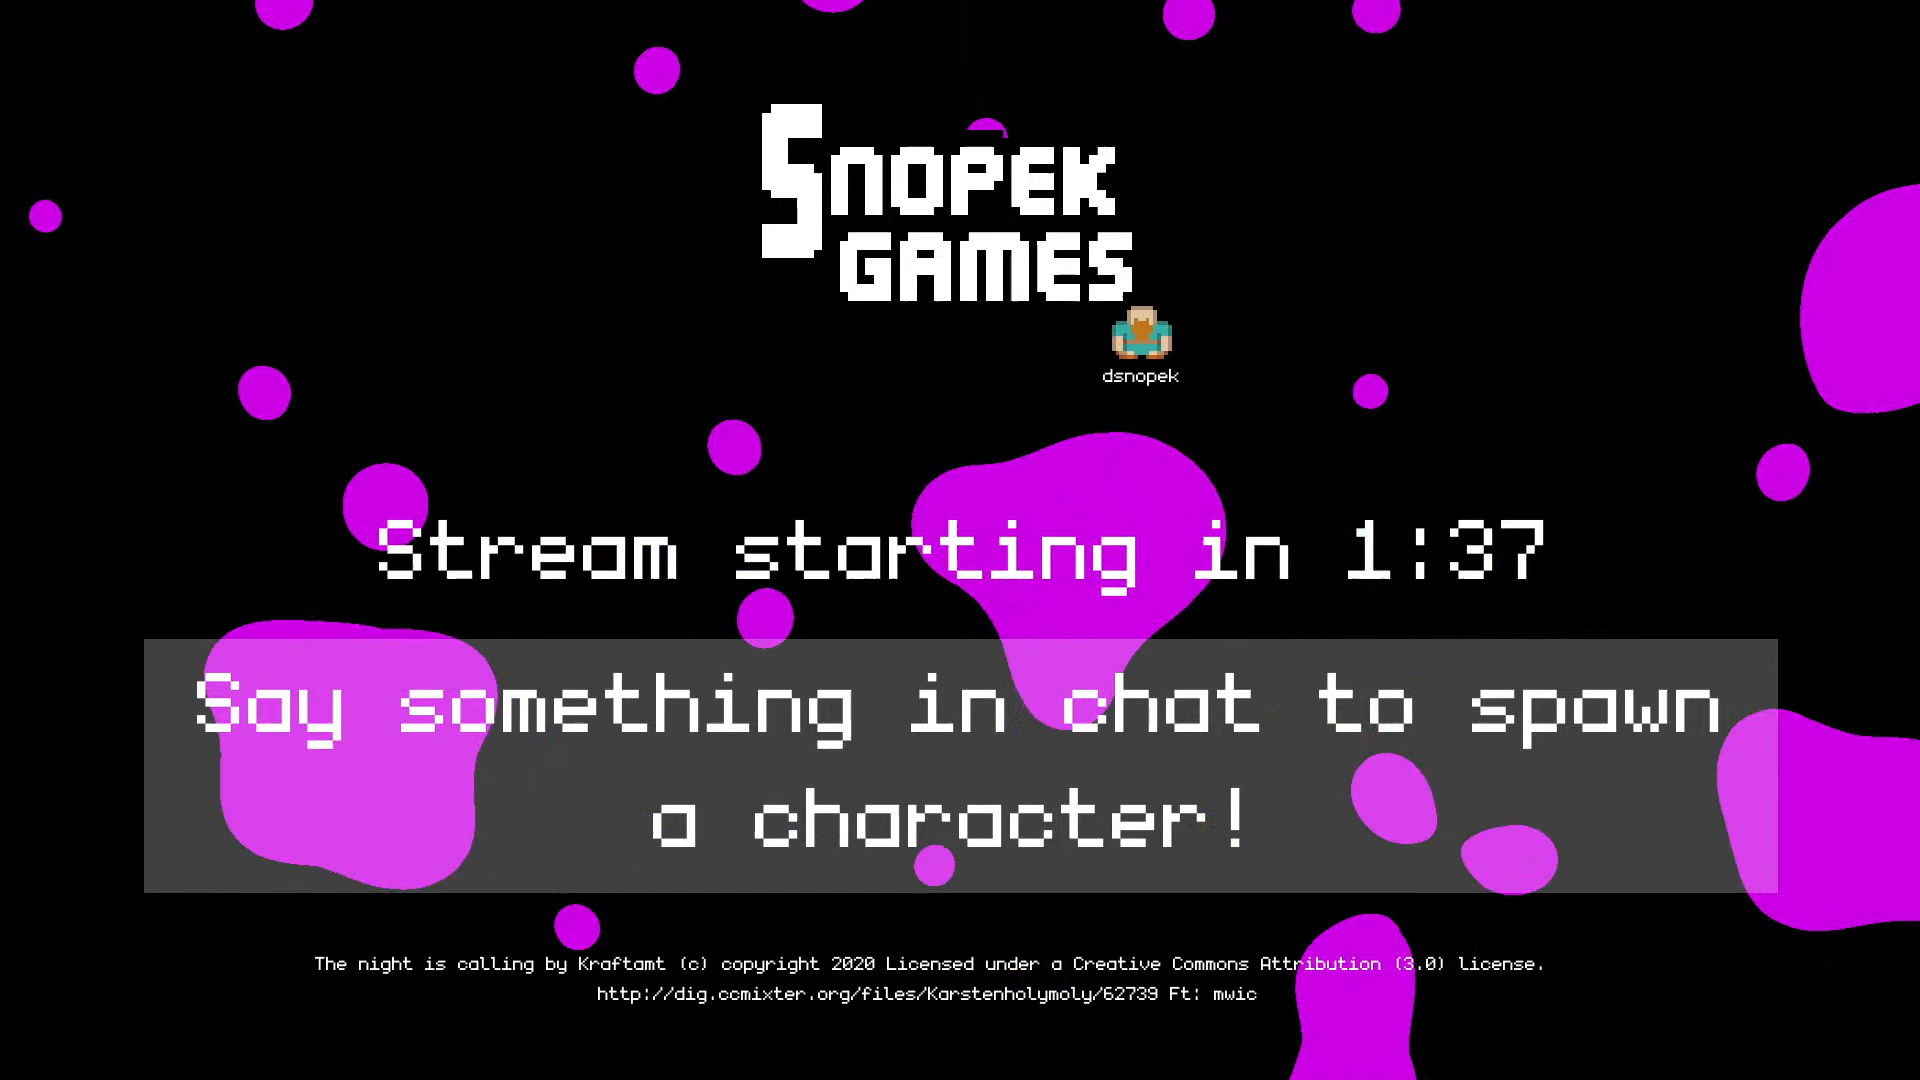 SNOPEK
GAMES
dsnopek
Stream starting in 1:37
Say something in chat to spawn
a character!
The night is calling by Kraftamt (c) copyright 2020 Licensed under a Creative Commons Attribution (3.0) license.
http://dig.ccmixter.org/files/Karstenholymoly/62739 Ft: mwic